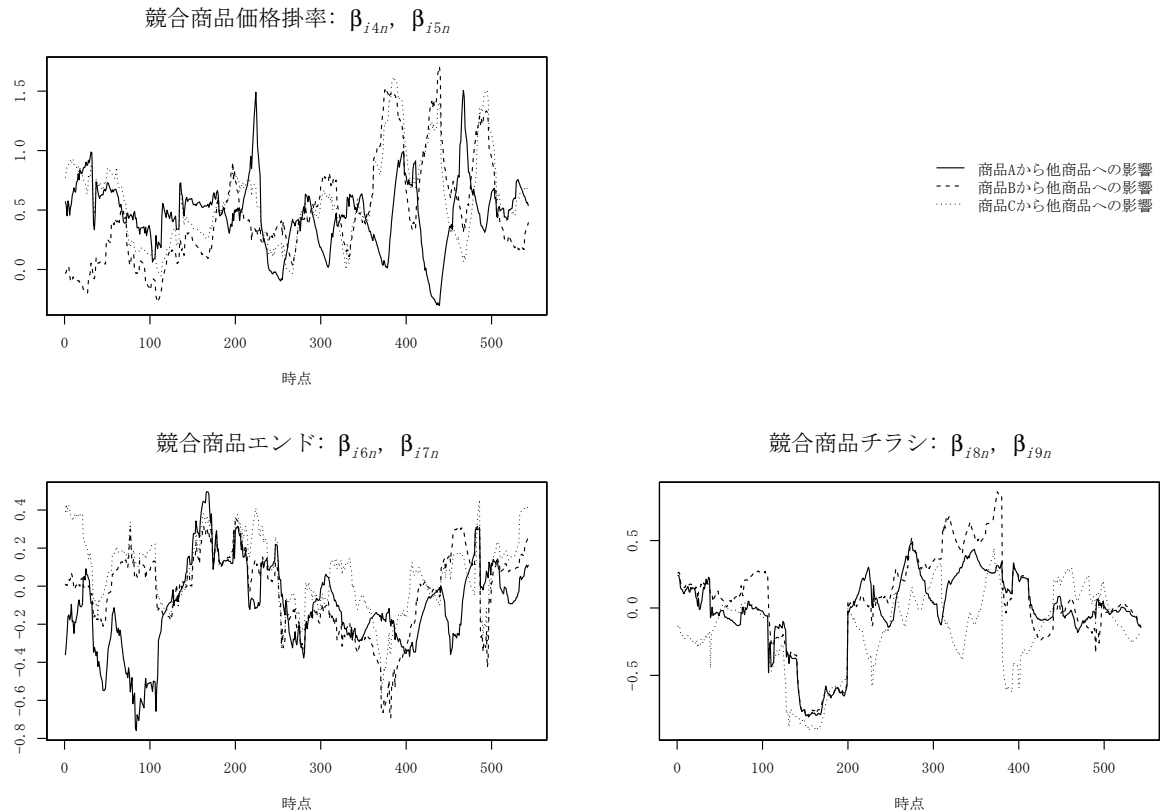 競合商品価格掛率: β_{i4n}, β_{i5n}
1.5
1.0
0.5
0.0
0 100 200 300 400 500
時点
商品Aから他商品への影響
商品Bから他商品への影響
商品Cから他商品への影響
競合商品エンド: β_{i6n}, β_{i7n}
0.4
0.2
0.0
−0.2
−0.4
−0.6
−0.8
0 100 200 300 400 500
時点
競合商品チラシ: β_{i8n}, β_{i9n}
0.5
0.0
−0.5
0 100 200 300 400 500
時点